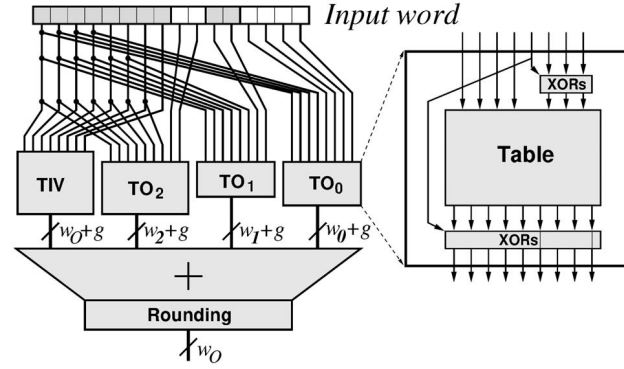 Input word
XORs
Table
XORs
TIV
TO2
TO1
TO0
wO+g
w2+g
w1+g
w0+g
+
Rounding
wO